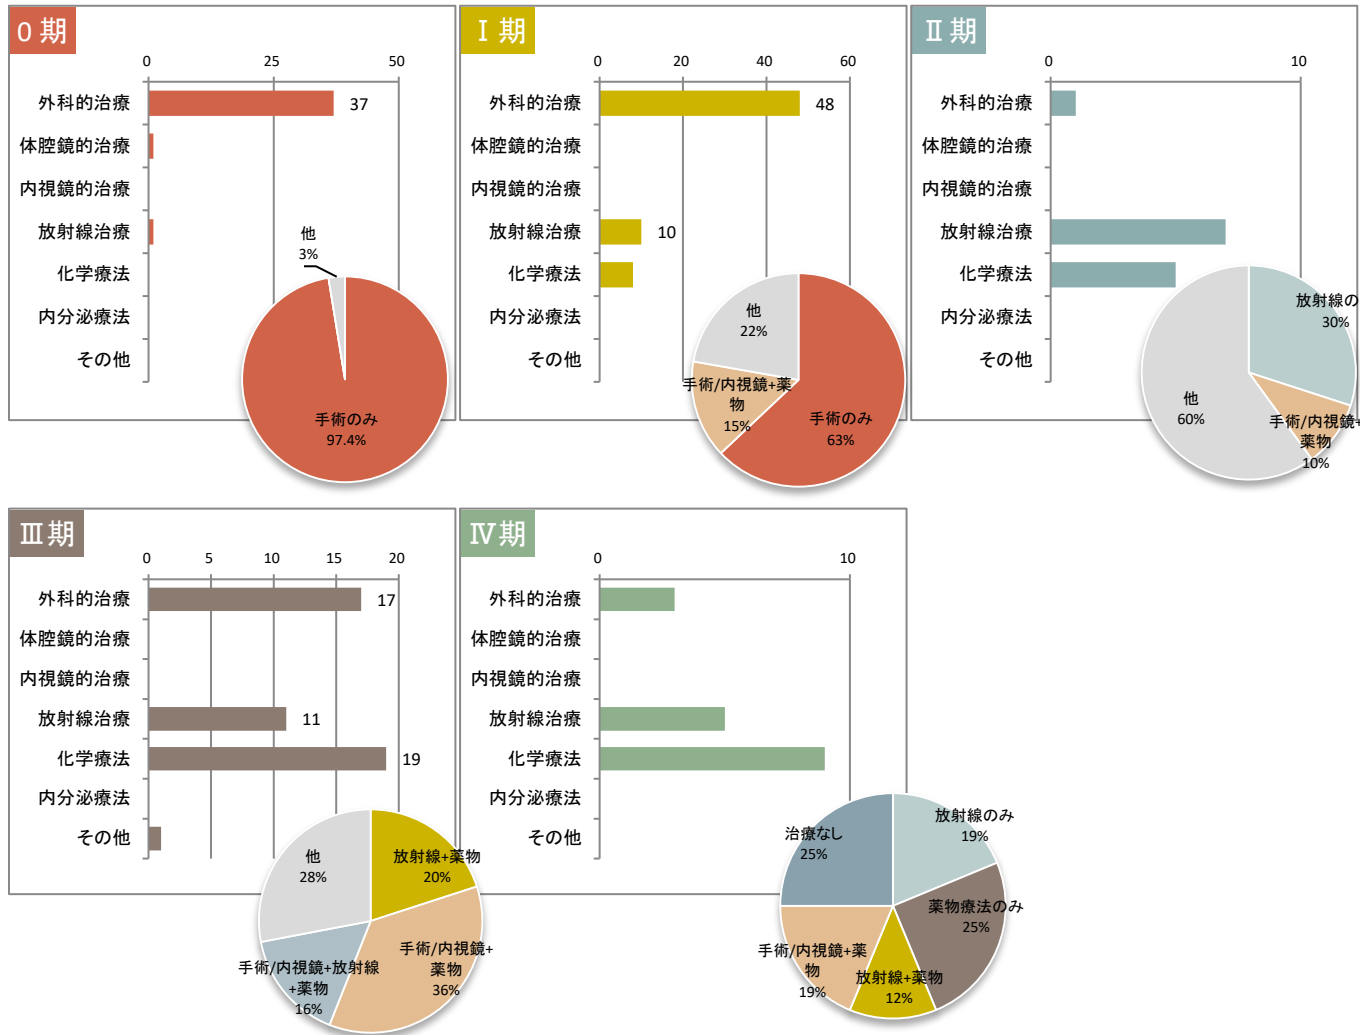 0 期
0
25
50
外科的治療
37
体腔鏡的治療
内視鏡的治療
放射線治療
化学療法
内分泌療法
その他
他
3%
手術のみ
97.4%
Ⅰ 期
0
20
40
60
外科的治療
48
体腔鏡的治療
内視鏡的治療
放射線治療
10
化学療法
内分泌療法
その他
他
22%
手術/内視鏡+薬
物
15%
手術のみ
63%
Ⅱ 期
0
10
外科的治療
体腔鏡的治療
内視鏡的治療
放射線治療
化学療法
内分泌療法
その他
放射線の
30%
他
60%
手術/内視鏡+
薬物
10%
Ⅲ 期
0
5
10
15
20
外科的治療
17
体腔鏡的治療
内視鏡的治療
放射線治療
11
化学療法
19
内分泌療法
その他
他
28%
放射線+薬物
20%
手術/内視鏡+放射線
+薬物
16%
手術/内視鏡+
薬物
36%
Ⅳ 期
0
10
外科的治療
体腔鏡的治療
内視鏡的治療
放射線治療
化学療法
内分泌療法
その他
治療なし
25%
放射線のみ
19%
薬物療法のみ
25%
手術/内視鏡+薬
物
19%
放射線+薬物
12%